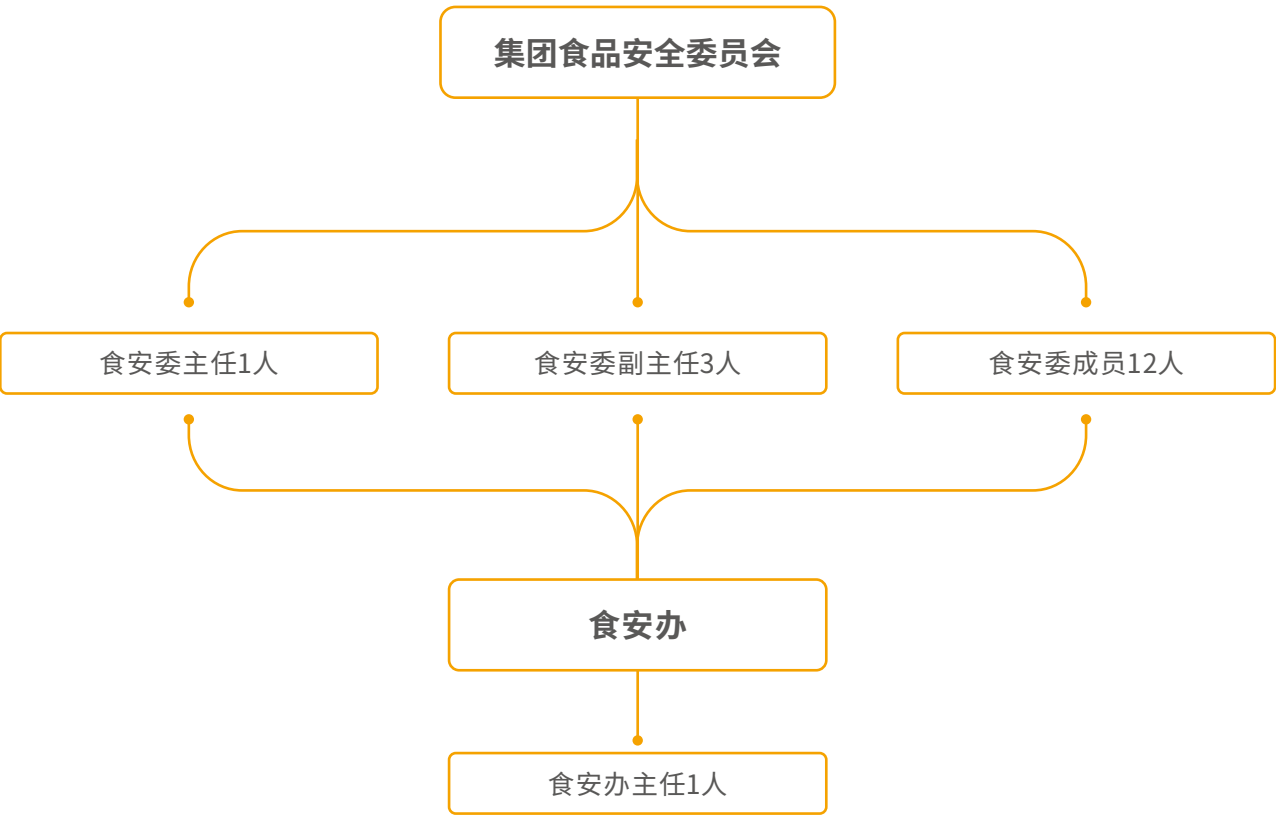 集团食品安全委员会
食安委主任1人
食安委副主任3人
食安委成员12人
食安办
食安办主任1人